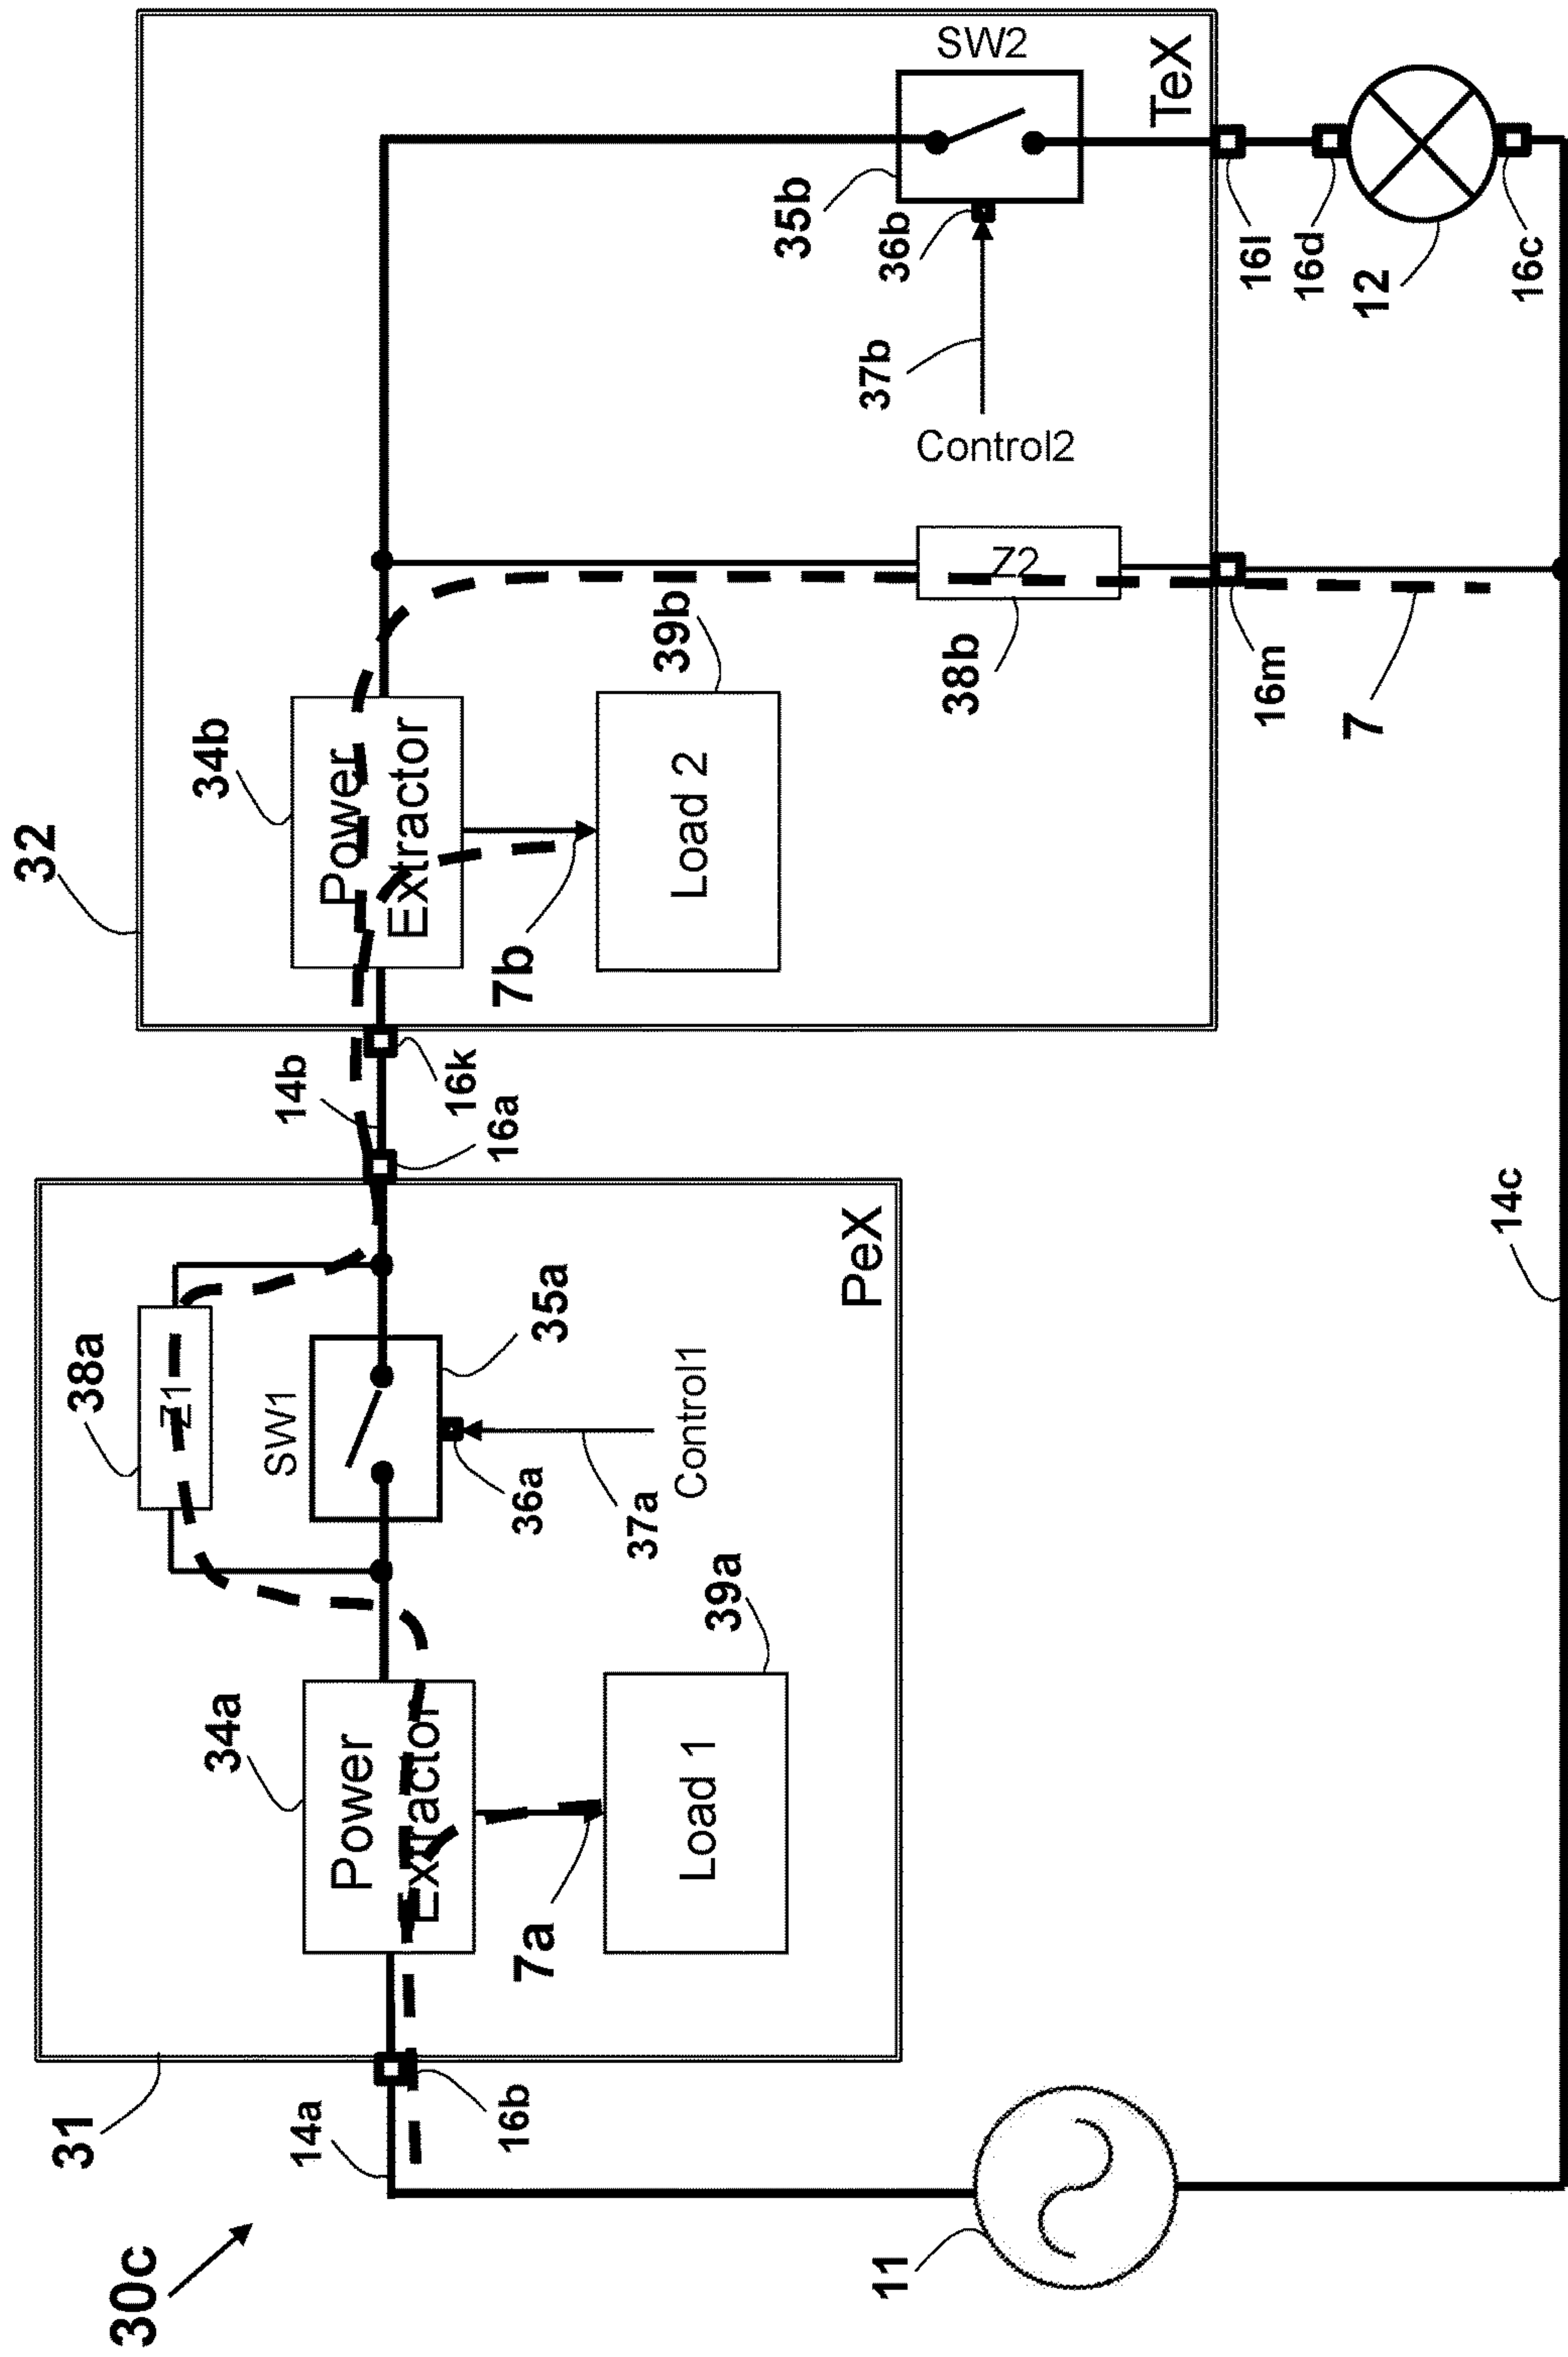 30c
31
32
14a
16b
34a
Power
Extractor
7a
Load 1
39a
38a
Z1
SW1
35a
36a
37a
Control1
PeX
14b
16a
16k
34b
Power
Extractor
7b
Load 2
39b
38b
Z2
16m
7
SW2
35b
36b
37b
Control2
TeX
16l
16d
12
16c
14c
11